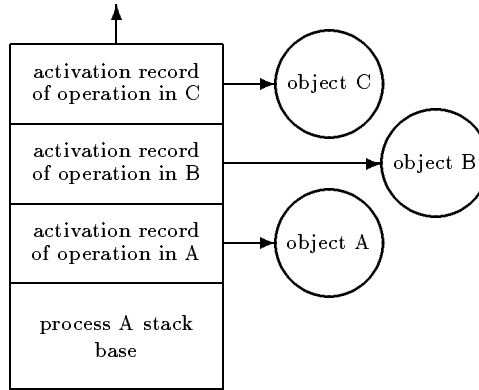 activation record
of operation in C
object C
activation record
of operation in B
object B
activation record
of operation in A
object A
process A stack
base